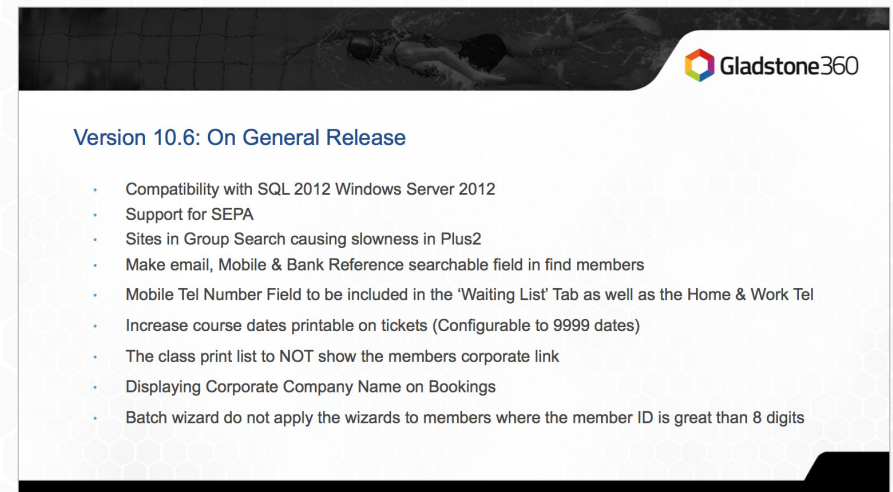 Gladstone360
Version 10.6: On General Release
• Compatibility with SQL 2012 Windows Server 2012
• Support for SEPA
• Sites in Group Search causing slowness in Plus2
• Make email, Mobile & Bank Reference searchable field in find members
• Mobile Tel Number Field to be included in the ‘Waiting List’ Tab as well as the Home & Work Tel
• Increase course dates printable on tickets (Configurable to 9999 dates)
• The class print list to NOT show the members corporate link
• Displaying Corporate Company Name on Bookings
• Batch wizard do not apply the wizards to members where the member ID is great than 8 digits